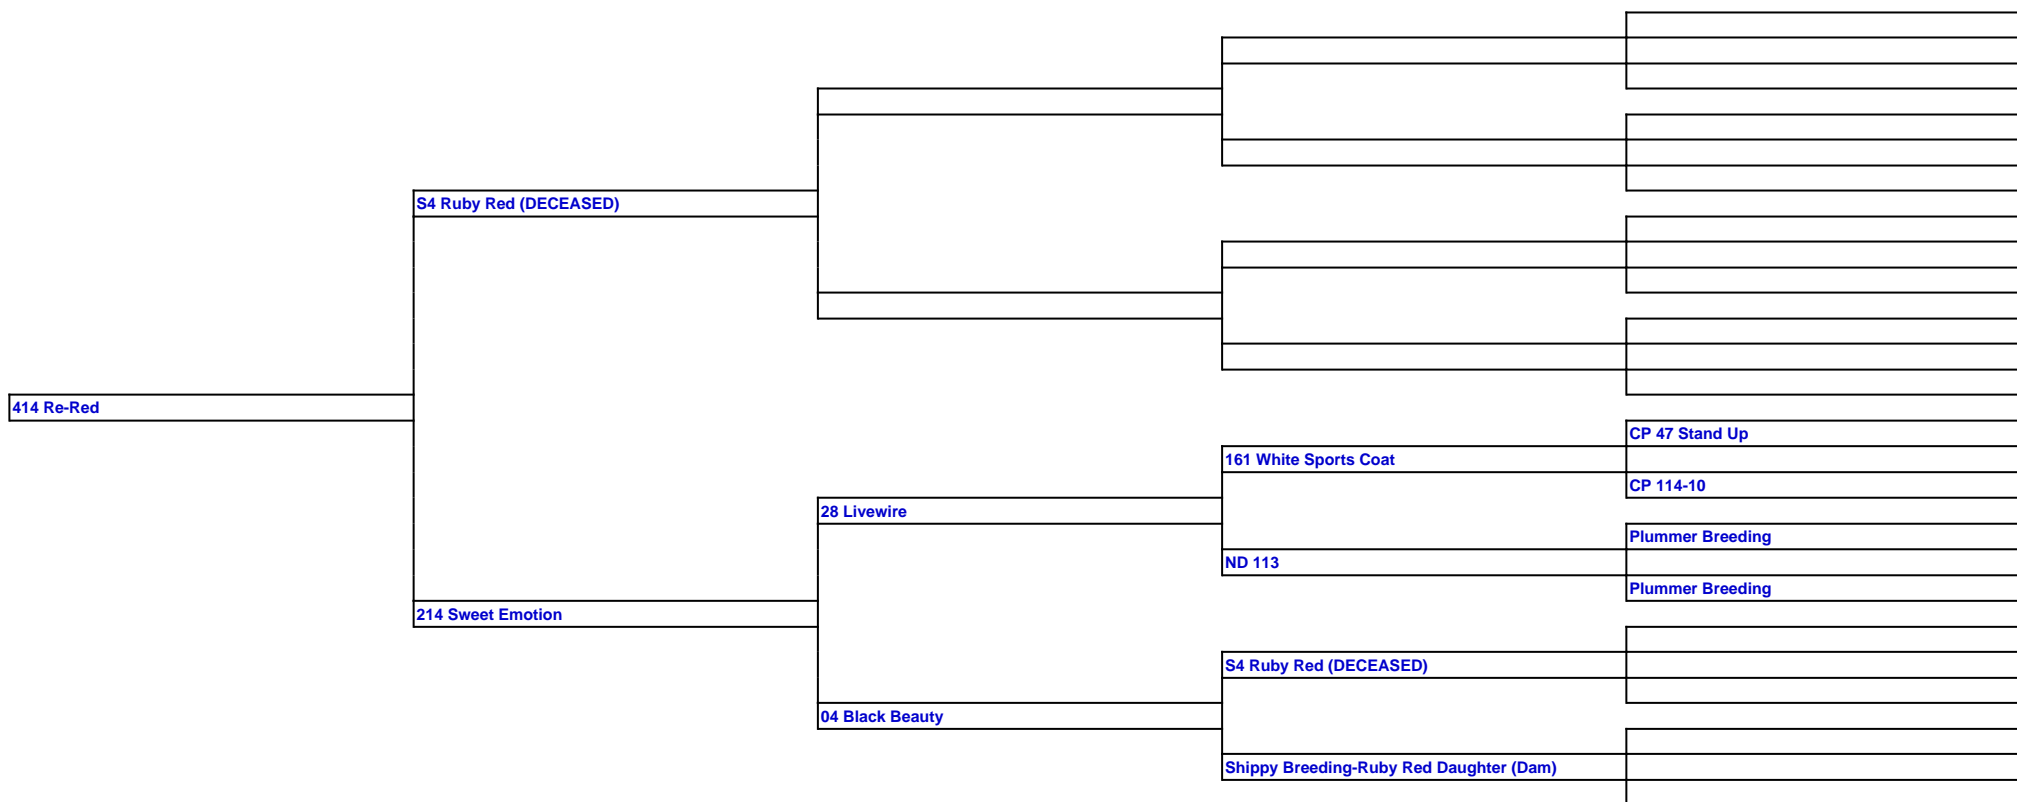 S4 Ruby Red (DECEASED)
414 Re-Red
CP 47 Stand Up
161 White Sports Coat
CP 114-10
28 Livewire
Plummer Breeding
ND 113
Plummer Breeding
214 Sweet Emotion
S4 Ruby Red (DECEASED)
04 Black Beauty
Shippy Breeding-Ruby Red Daughter (Dam)